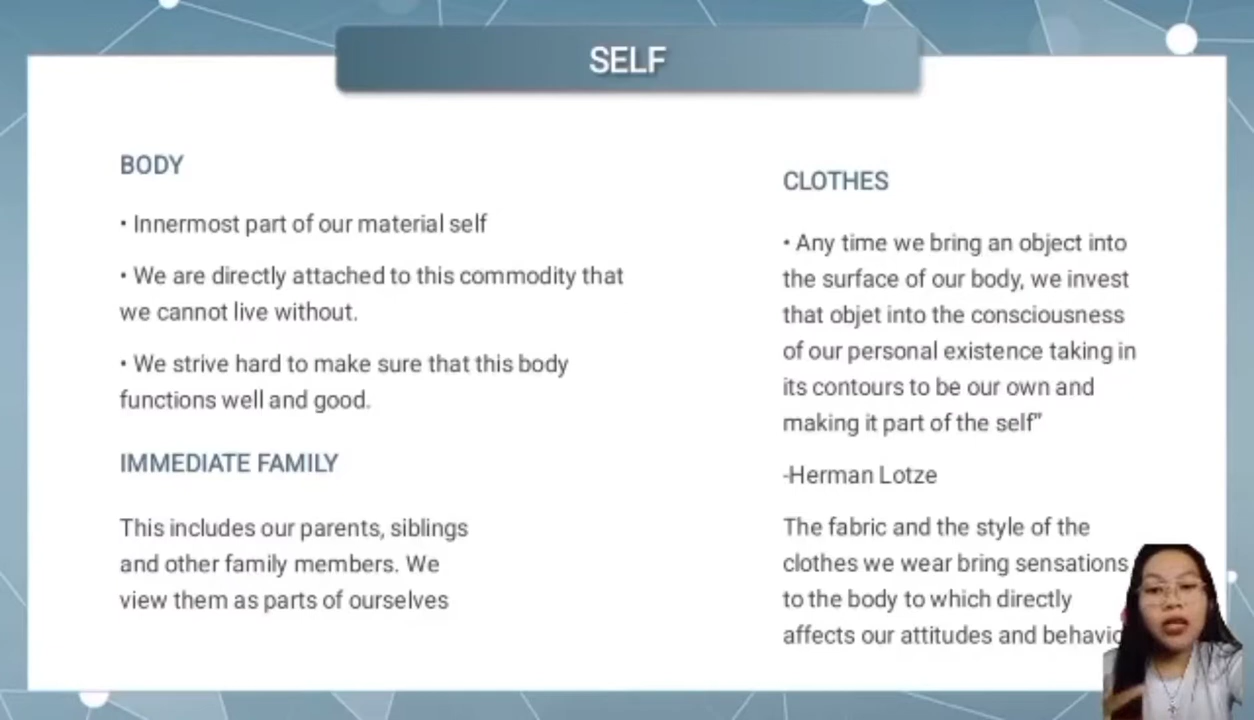 SELF
BODY
• Innermost part of our material self
• We are directly attached to this commodity that
we cannot live without.
• We strive hard to make sure that this body
functions well and good.
IMMEDIATE FAMILY
This includes our parents, siblings
and other family members. We
view them as parts of ourselves
CLOTHES
• Any time we bring an object into
the surface of our body, we invest
that objet into the consciousness
of our personal existence taking in
its contours to be our own and
making it part of the self”
-Herman Lotze
The fabric and the style of the
clothes we wear bring sensations
to the body to which directly
affects our attitudes and